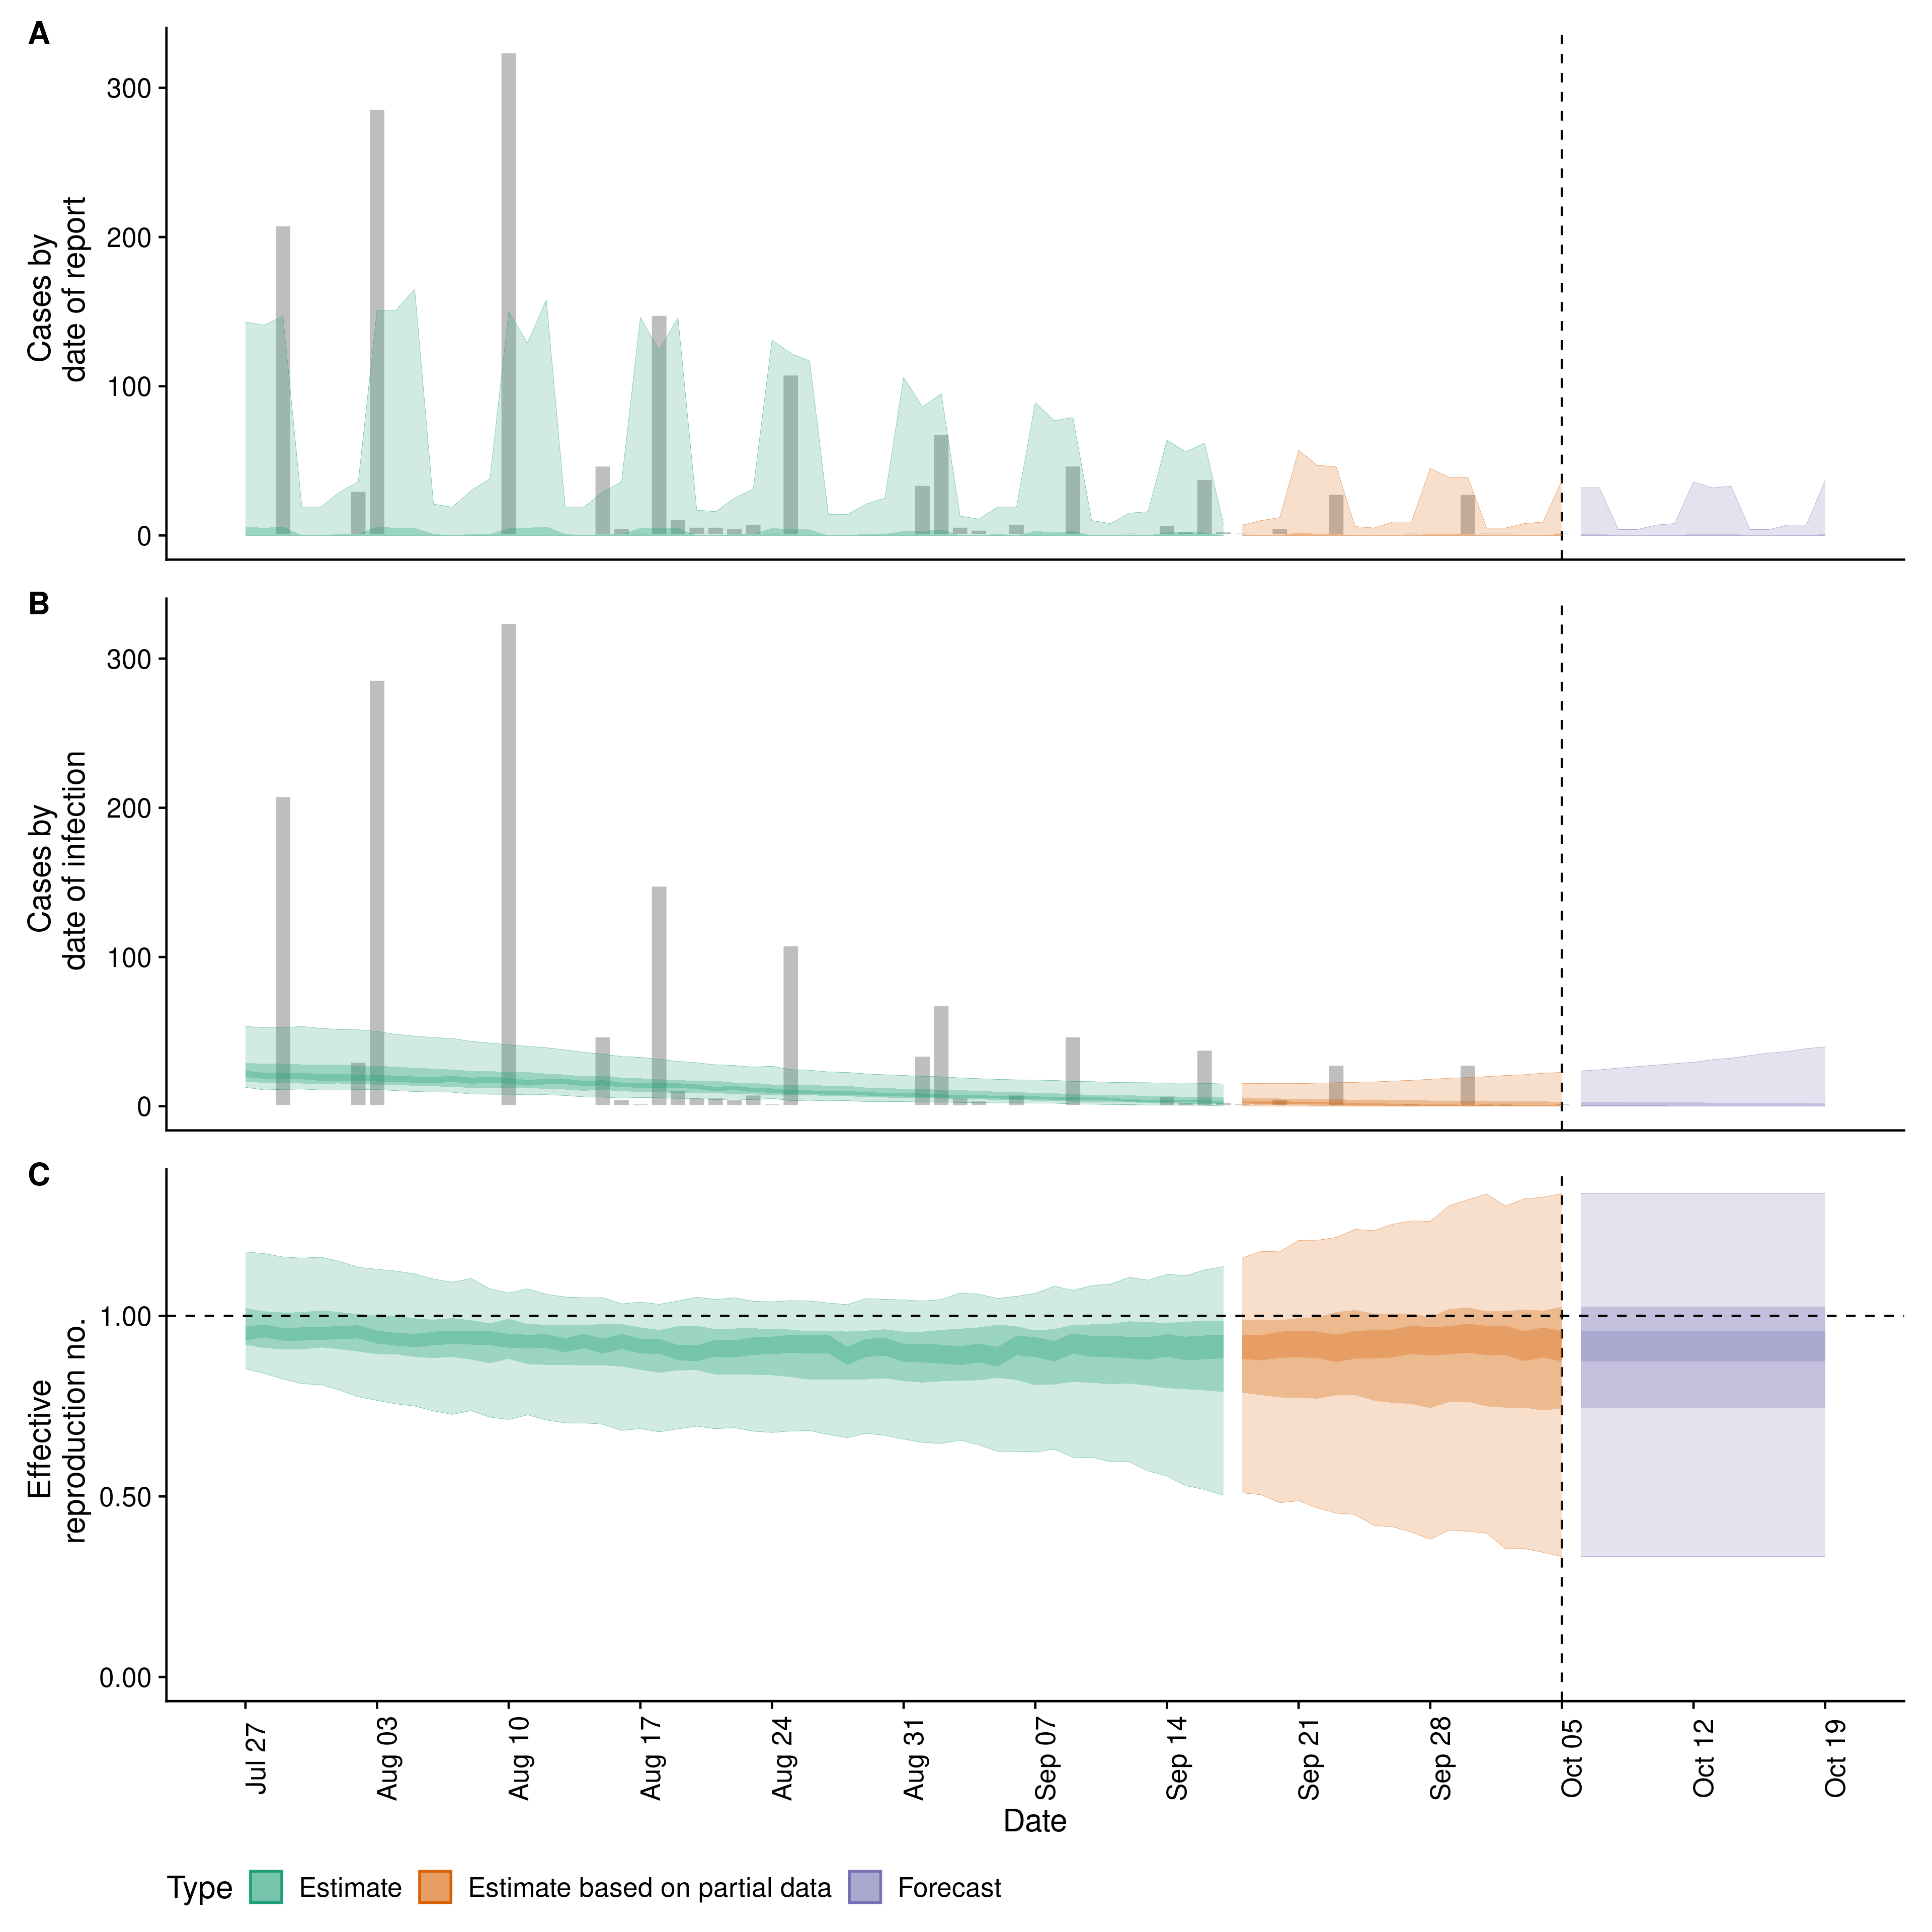 A
Cases by
date of report
300
200
100
0
B
Cases by
date of infection
300
200
100
0
C
Effective
reproduction no.
1.00
0.50
0.00
Jul 27
Aug 03
Aug 10
Aug 17
Aug 24
Aug 31
Sep 07
Sep 14
Sep 21
Sep 28
Oct 05
Oct 12
Oct 19
Date
Type Estimate Estimate based on partial data Forecast